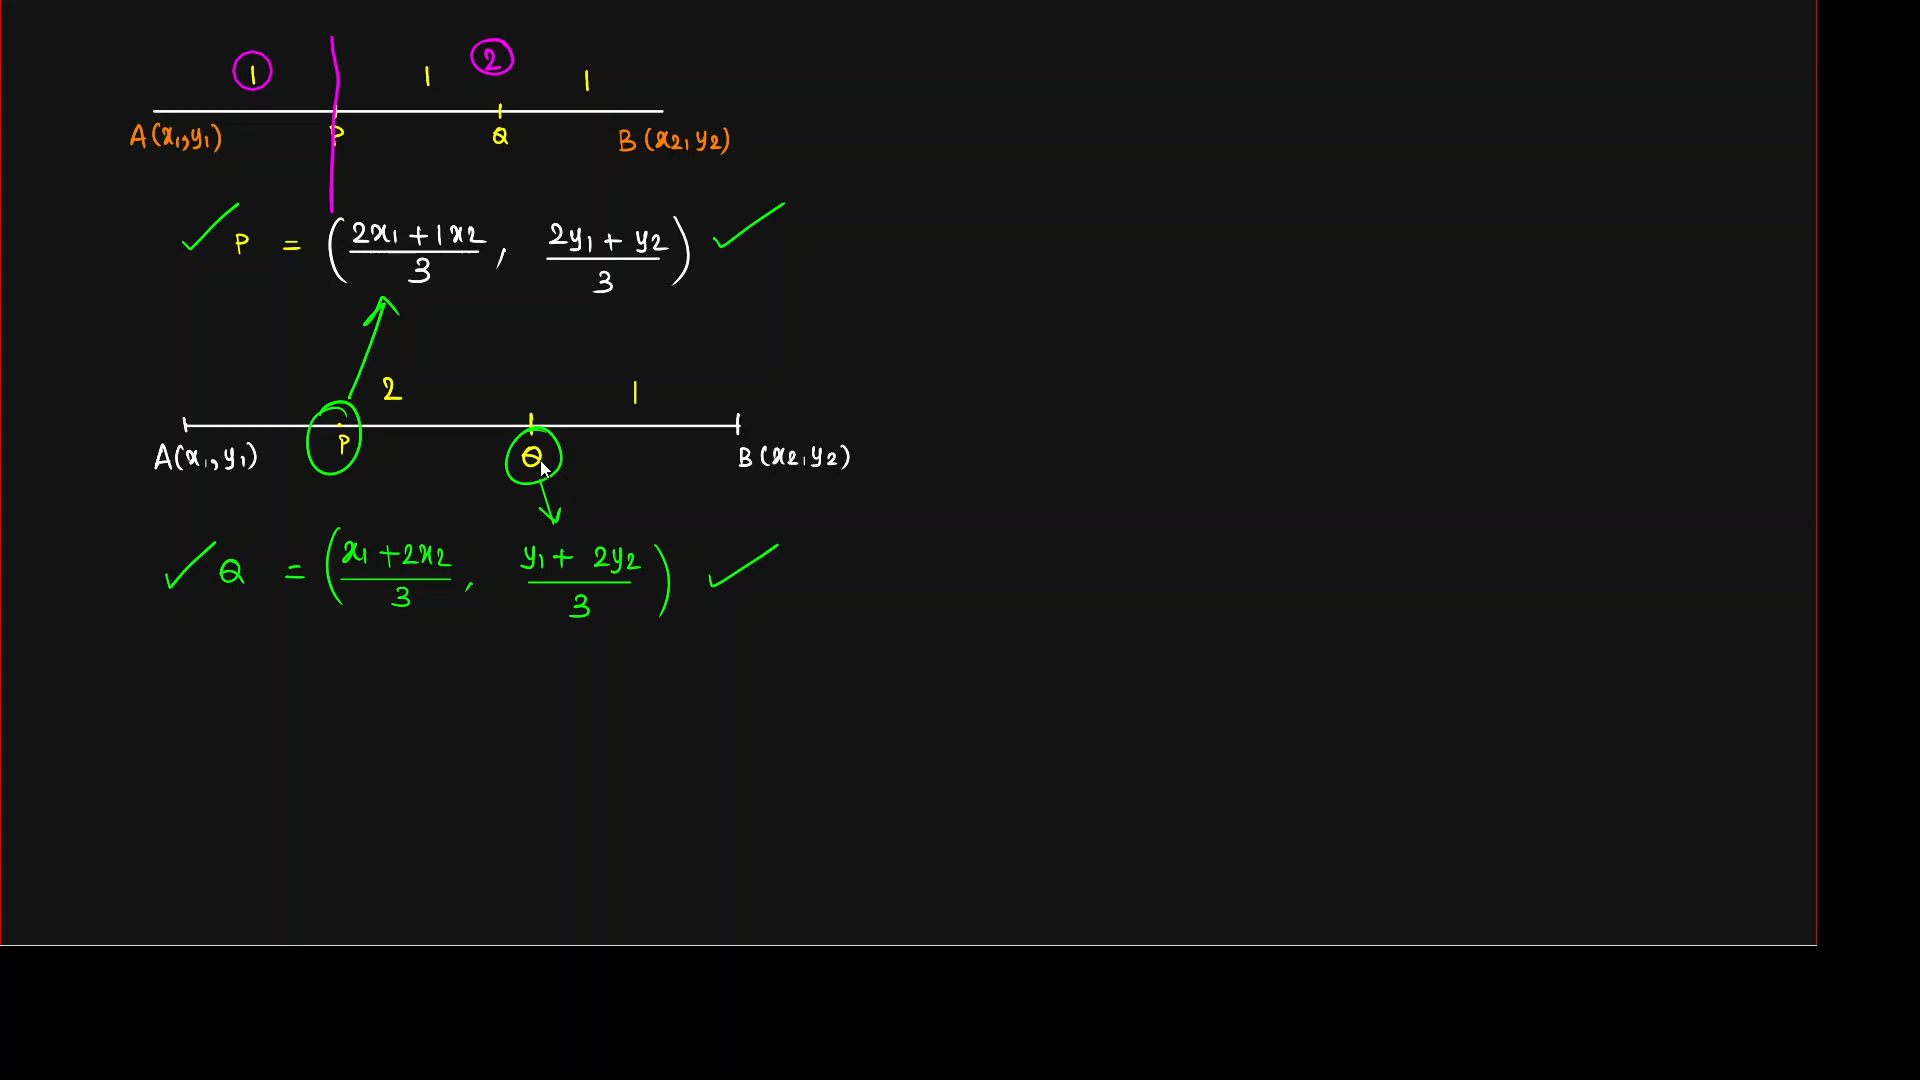 1 1 2 1
A(x₁,y₁) P Q B(x₂,y₂)
P = ((2x₁+1x₂)/3, (2y₁+y₂)/3)
2 1
A(x₁,y₁) P Q B(x₂,y₂)
Q = ((x₁+2x₂)/3, (y₁+2y₂)/3)